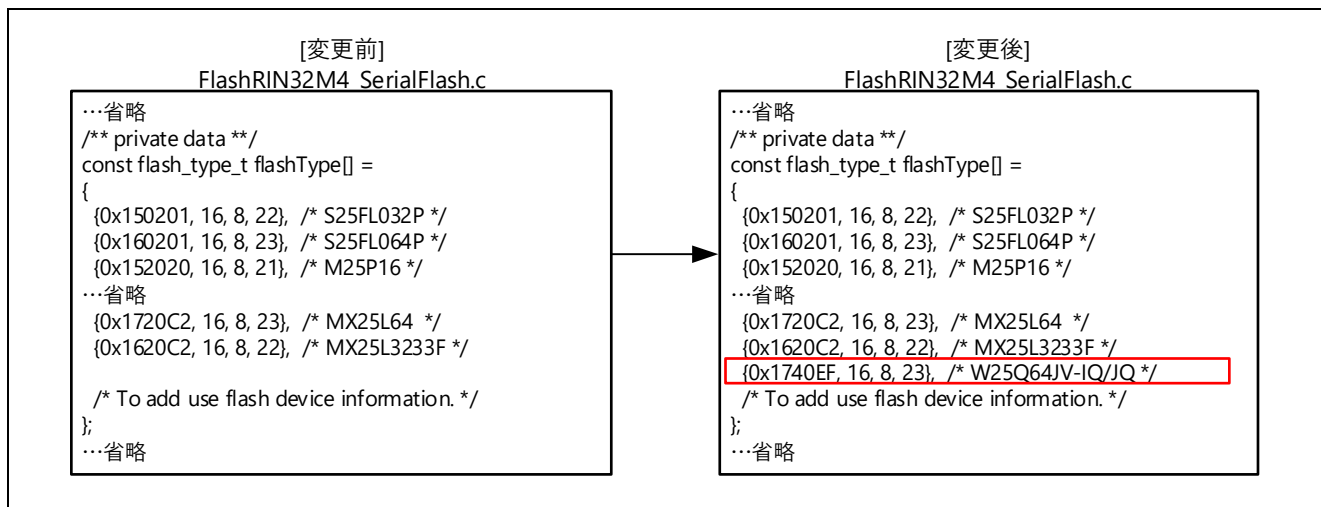 [変更前]
FlashRIN32M4_SerialFlash.c
…省略
/** private data **/
const flash_type_t flashType[] =
{
{0x150201, 16, 8, 22}, /* S25FL032P */
{0x160201, 16, 8, 23}, /* S25FL064P */
{0x152020, 16, 8, 21}, /* M25P16 */
…省略
{0x1720C2, 16, 8, 23}, /* MX25L64 */
{0x1620C2, 16, 8, 22}, /* MX25L3233F */
/* To add use flash device information. */
};
…省略
[変更後]
FlashRIN32M4_SerialFlash.c
…省略
/** private data **/
const flash_type_t flashType[] =
{
{0x150201, 16, 8, 22}, /* S25FL032P */
{0x160201, 16, 8, 23}, /* S25FL064P */
{0x152020, 16, 8, 21}, /* M25P16 */
…省略
{0x1720C2, 16, 8, 23}, /* MX25L64 */
{0x1620C2, 16, 8, 22}, /* MX25L3233F */
{0x1740EF, 16, 8, 23}, /* W25Q64JV-IQ/JQ */
/* To add use flash device information. */
};
…省略